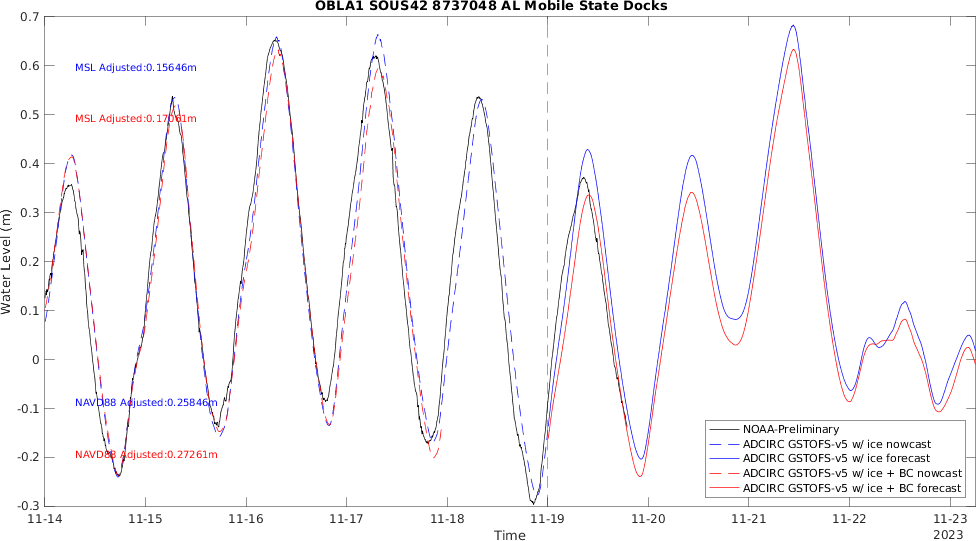 OBLA1 SOUS42 8737048 AL Mobile State Docks
0.7
0.6
0.5
0.4
0.3
0.2
0.1
0
-0.1
-0.2
-0.3
Water Level (m)
MSL Adjusted:0.15646m
MSL Adjusted:0.17061m
NAVD88 Adjusted:0.25846m
NAVD88 Adjusted:0.27261m
NOAA-Preliminary
ADCIRC GSTOFS-v5 w/ ice nowcast
ADCIRC GSTOFS-v5 w/ ice forecast
ADCIRC GSTOFS-v5 w/ ice + BC nowcast
ADCIRC GSTOFS-v5 w/ ice + BC forecast
11-14 11-15 11-16 11-17 11-18 11-19 11-20 11-21 11-22 11-23
Time
2023